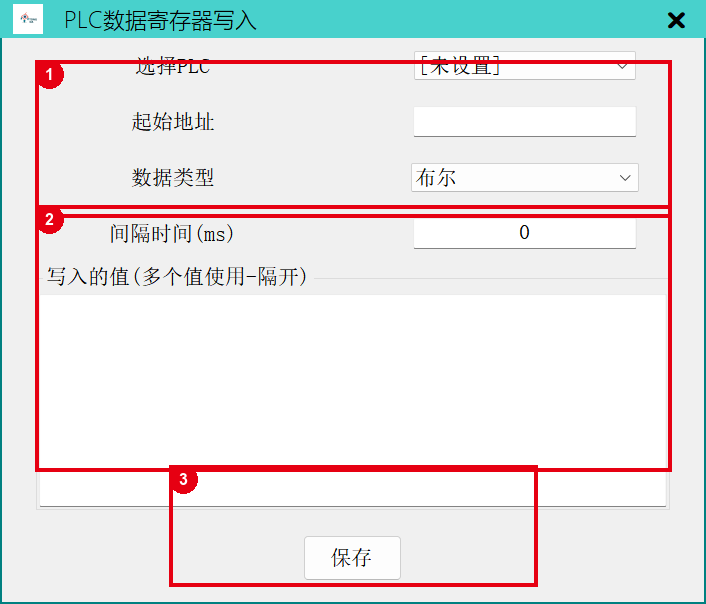 PLC数据寄存器写入
1
选择PLC [未设置]
起始地址
数据类型 布尔
2
间隔时间(ms) 0
写入的值(多个值使用-隔开)
3
保存